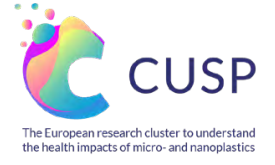 CUSP
The European research cluster to understand
the health impacts of micro- and nanoplastics